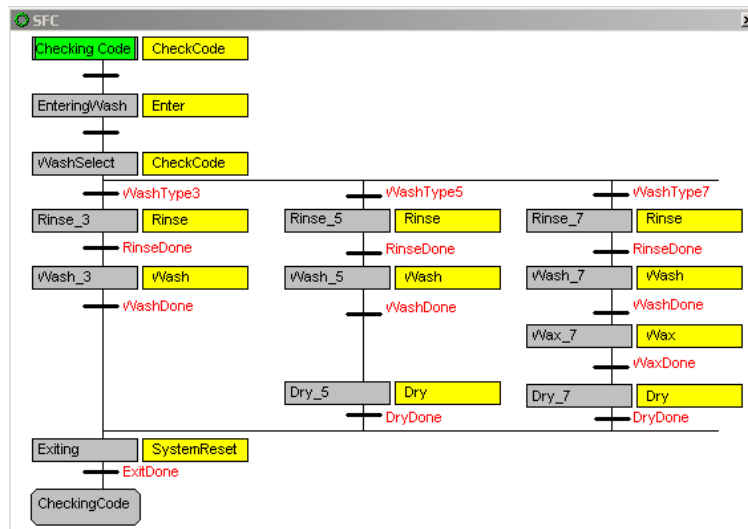 SFC
Checking Code CheckCode
EnteringWash Enter
WashSelect CheckCode
WashType3 WashType5 WashType7
Rinse_3 Rinse Rinse_5 Rinse Rinse_7 Rinse
RinseDone RinseDone RinseDone
Wash_3 Wash Wash_5 Wash Wash_7 Wash
WashDone WashDone WashDone
Wax_7 Wax
WaxDone
Dry_5 Dry Dry_7 Dry
DryDone DryDone
Exiting SystemReset
ExitDone
CheckingCode